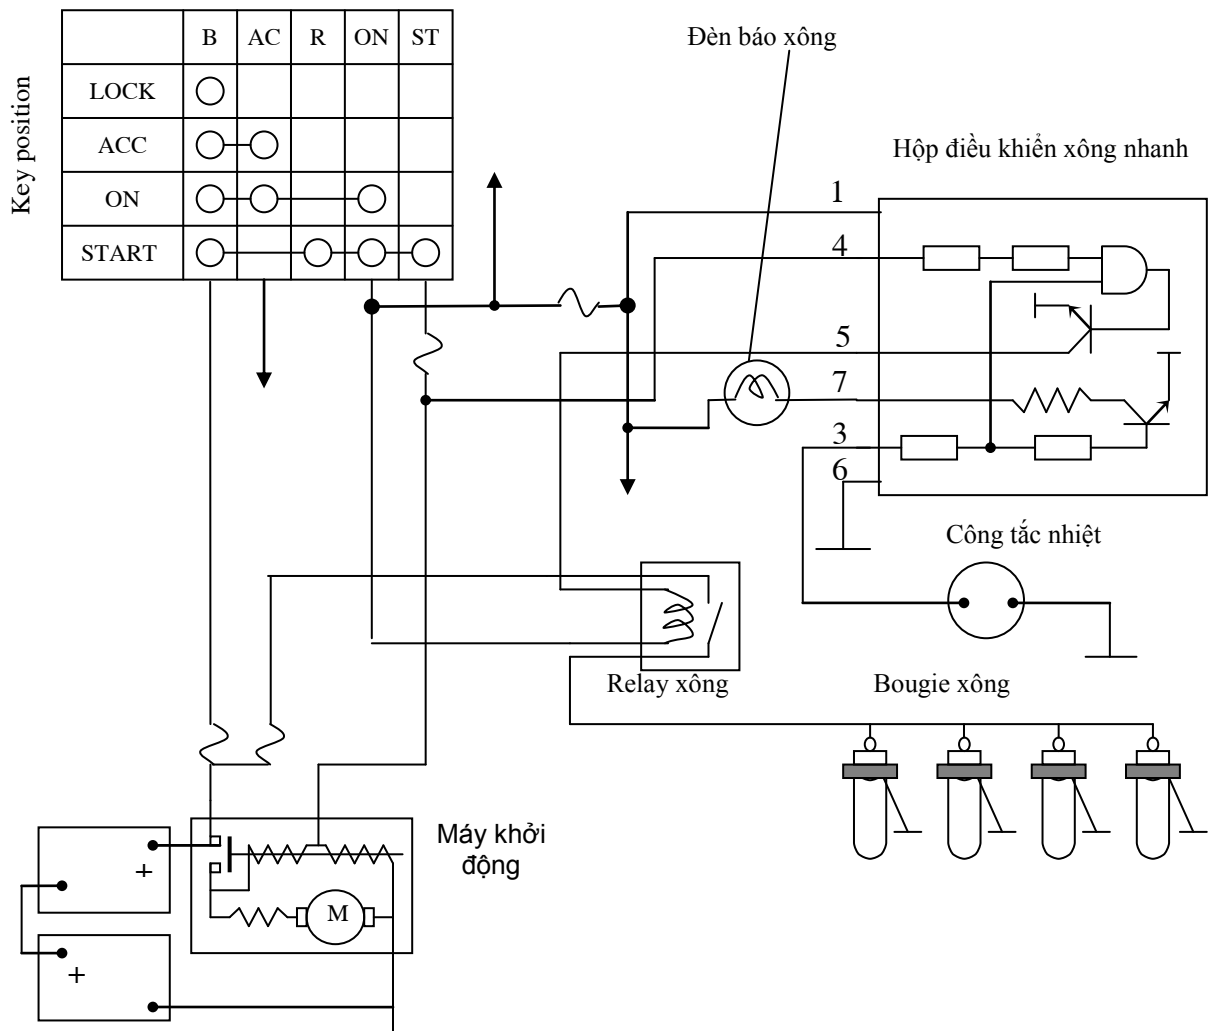 B AC R ON ST
LOCK
ACC
ON
START
Key position
Đèn báo xông
Hộp điều khiển xông nhanh
1
4
5
7
3
6
Công tắc nhiệt
Relay xông
Bougie xông
Máy khởi
động
M
+
+